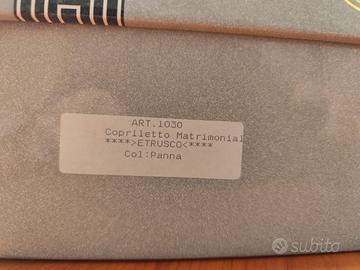 ART.1030
Copriletto Matrimonial
****>ETRUSCO<****
Col:Panna
subito